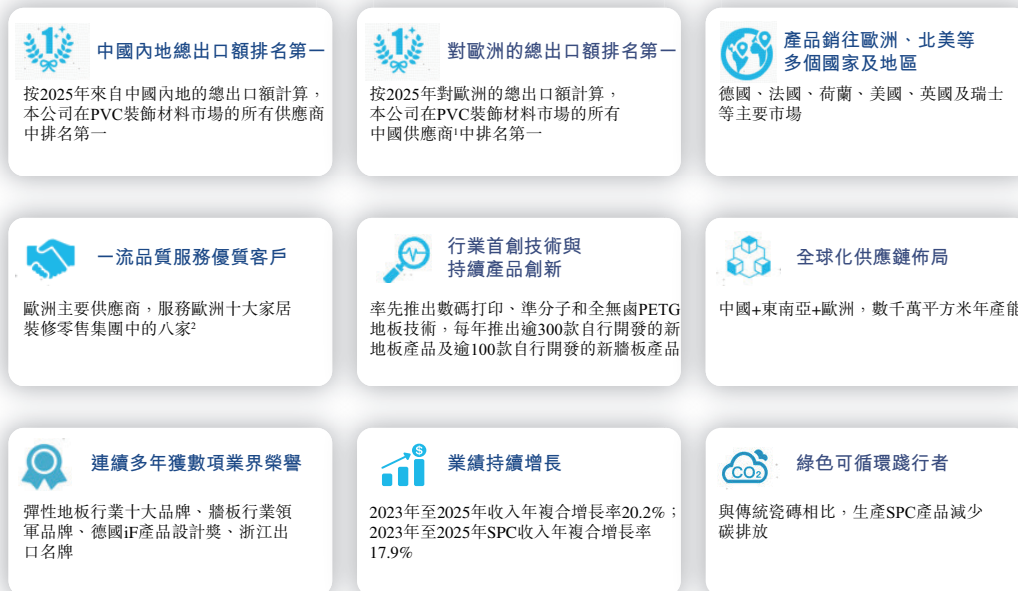 中國內地總出口額排名第一
按2025年來自中國內地的總出口額計算，
本公司在PVC裝飾材料市場的所有供應商
中排名第一
對歐洲的總出口額排名第一
按2025年對歐洲的總出口額計算，
本公司在PVC裝飾材料市場的所有
中國供應商¹中排名第一
產品銷往歐洲、北美等
多個國家及地區
德國、法國、荷蘭、美國、英國及瑞士
等主要市場
一流品質服務優質客戶
歐洲主要供應商，服務歐洲十大家居
裝修零售集團中的八家²
行業首創技術與
持續產品創新
率先推出數碼打印、準分子和全無鹵PETG
地板技術，每年推出逾300款自行開發的新
地板產品及逾100款自行開發的新牆板產品
全球化供應鏈佈局
中國+東南亞+歐洲，數千萬平方米年產能
連續多年獲數項業界榮譽
彈性地板行業十大品牌、牆板行業領
軍品牌、德國iF產品設計獎、浙江出
口名牌
業績持續增長
2023年至2025年收入年複合增長率20.2%；
2023年至2025年SPC收入年複合增長率
17.9%
CO₂
綠色可循環踐行者
與傳統瓷磚相比，生產SPC產品減少
碳排放